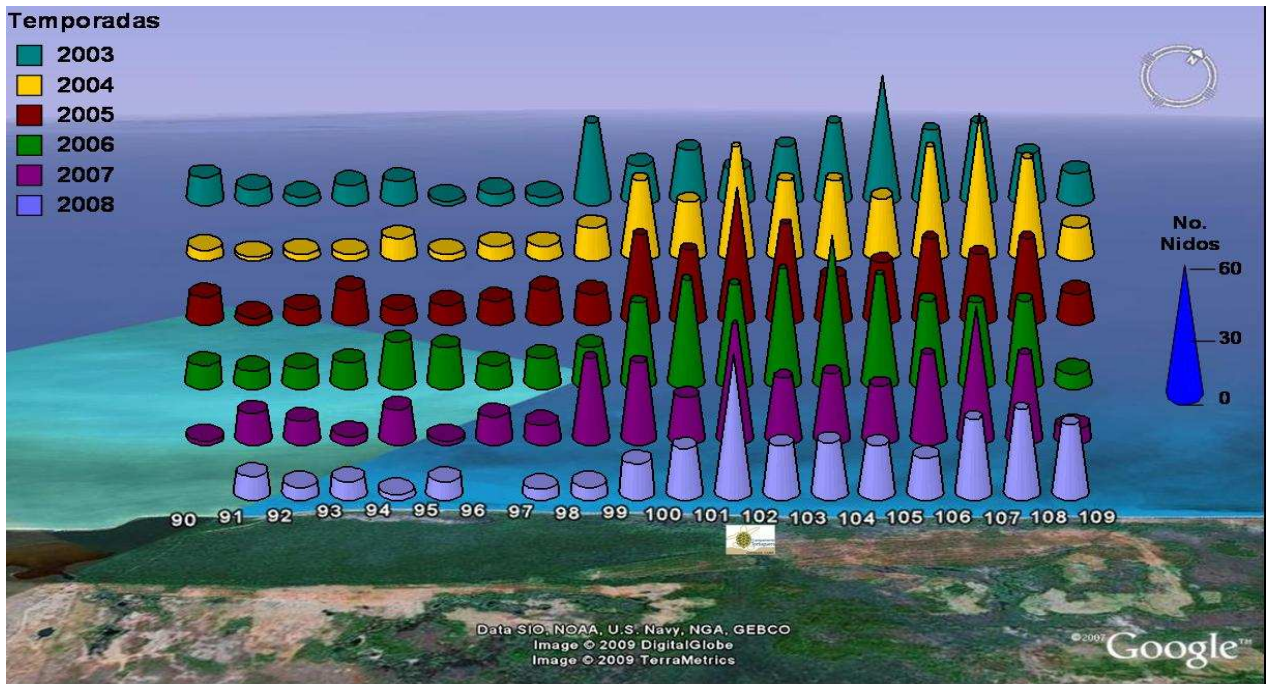 Temporadas
2003
2004
2005
2006
2007
2008
No.
Nidos
60
30
0
90 91 92 93 94 95 96 97 98 99 100 101 102 103 104 105 106 107 108 109
Data SIO, NOAA, U.S. Navy, NGA, GEBCO
Image © 2009 DigitalGlobe
Image © 2009 TerraMetrics
©2007 Google™